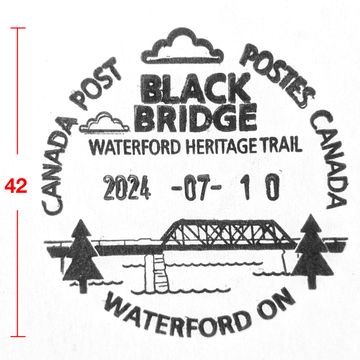 CANADA POST
POSTES CANADA
BLACK
BRIDGE
WATERFORD HERITAGE TRAIL
2024 -07- 10
42
WATERFORD ON